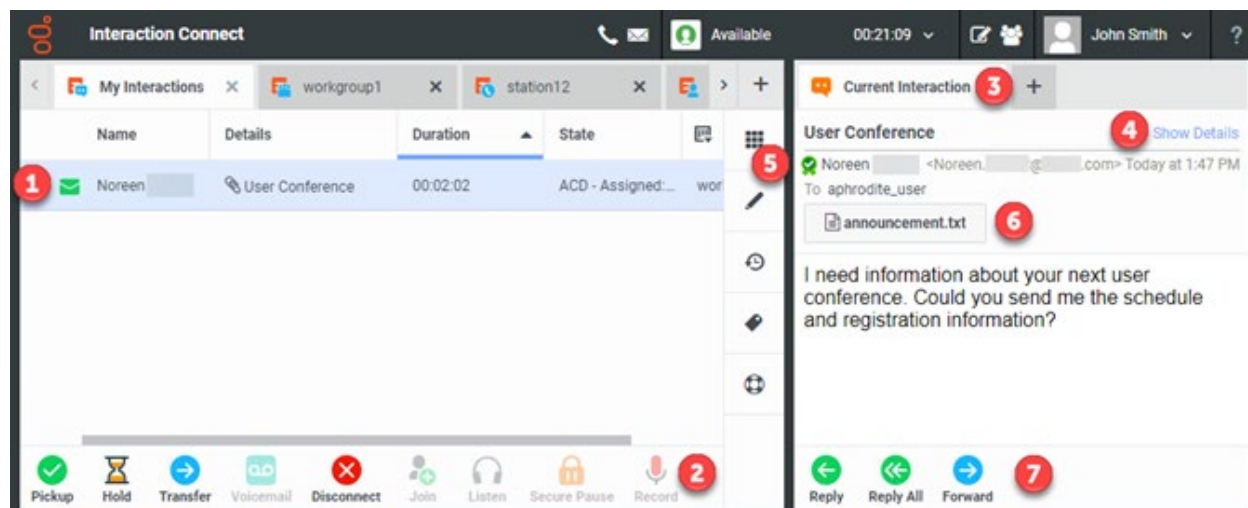 Interaction Connect
Available
00:21:09
John Smith
?
My Interactions
workgroup1
station12
Current Interaction
3
Name
Details
Duration
State
User Conference
4
Show Details
5
1
Noreen
User Conference
00:02:02
ACD - Assigned:...
wor
Noreen <Noreen. @ .com> Today at 1:47 PM
To aphrodite_user
announcement.txt
6
I need information about your next user
conference. Could you send me the schedule
and registration information?
Pickup
Hold
Transfer
Voicemail
Disconnect
Join
Listen
Secure Pause
Record
2
Reply
Reply All
Forward
7